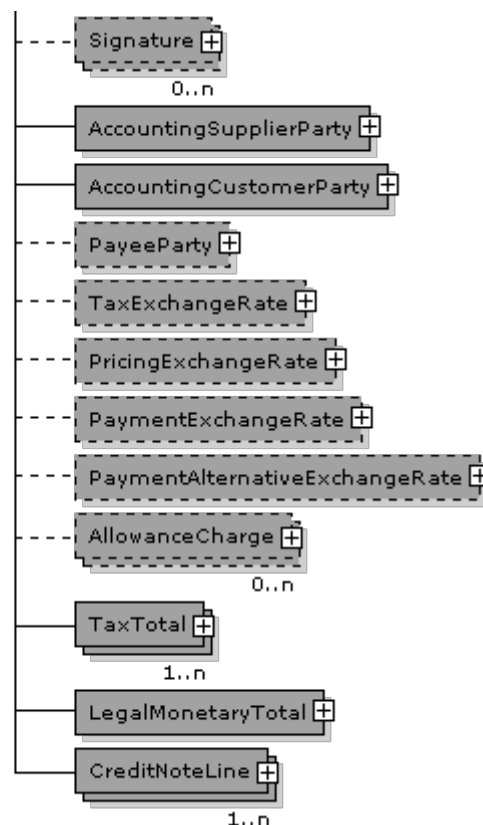 Signature
0..n
AccountingSupplierParty
AccountingCustomerParty
PayeeParty
TaxExchangeRate
PricingExchangeRate
PaymentExchangeRate
PaymentAlternativeExchangeRate
AllowanceCharge
0..n
TaxTotal
1..n
LegalMonetaryTotal
CreditNoteLine
1..n